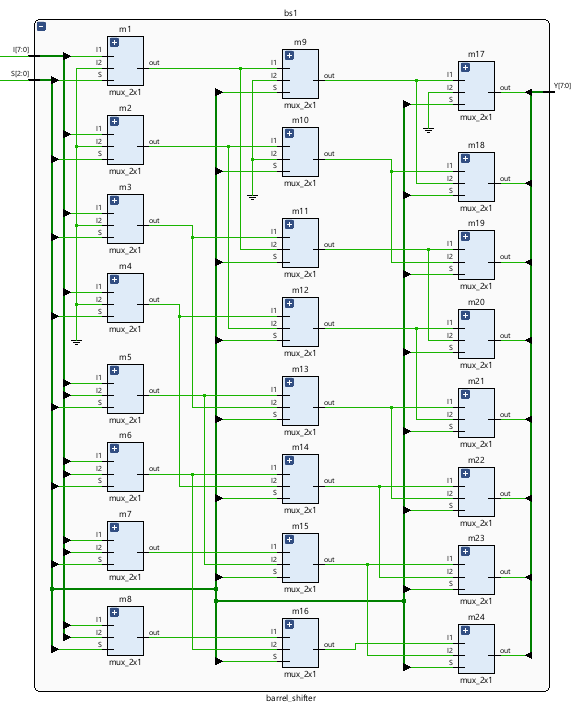 bs1
I[7:0]
S[2:0]
Y[7:0]
m1
I1
I2
S
out
mux_2x1
m2
I1
I2
S
out
mux_2x1
m3
I1
I2
S
out
mux_2x1
m4
I1
I2
S
out
mux_2x1
m5
I1
I2
S
out
mux_2x1
m6
I1
I2
S
out
mux_2x1
m7
I1
I2
S
out
mux_2x1
m8
I1
I2
S
out
mux_2x1
m9
I1
I2
S
out
mux_2x1
m10
I1
I2
S
out
mux_2x1
m11
I1
I2
S
out
mux_2x1
m12
I1
I2
S
out
mux_2x1
m13
I1
I2
S
out
mux_2x1
m14
I1
I2
S
out
mux_2x1
m15
I1
I2
S
out
mux_2x1
m16
I1
I2
S
out
mux_2x1
m17
I1
I2
S
out
mux_2x1
m18
I1
I2
S
out
mux_2x1
m19
I1
I2
S
out
mux_2x1
m20
I1
I2
S
out
mux_2x1
m21
I1
I2
S
out
mux_2x1
m22
I1
I2
S
out
mux_2x1
m23
I1
I2
S
out
mux_2x1
m24
I1
I2
S
out
mux_2x1
barrel_shifter